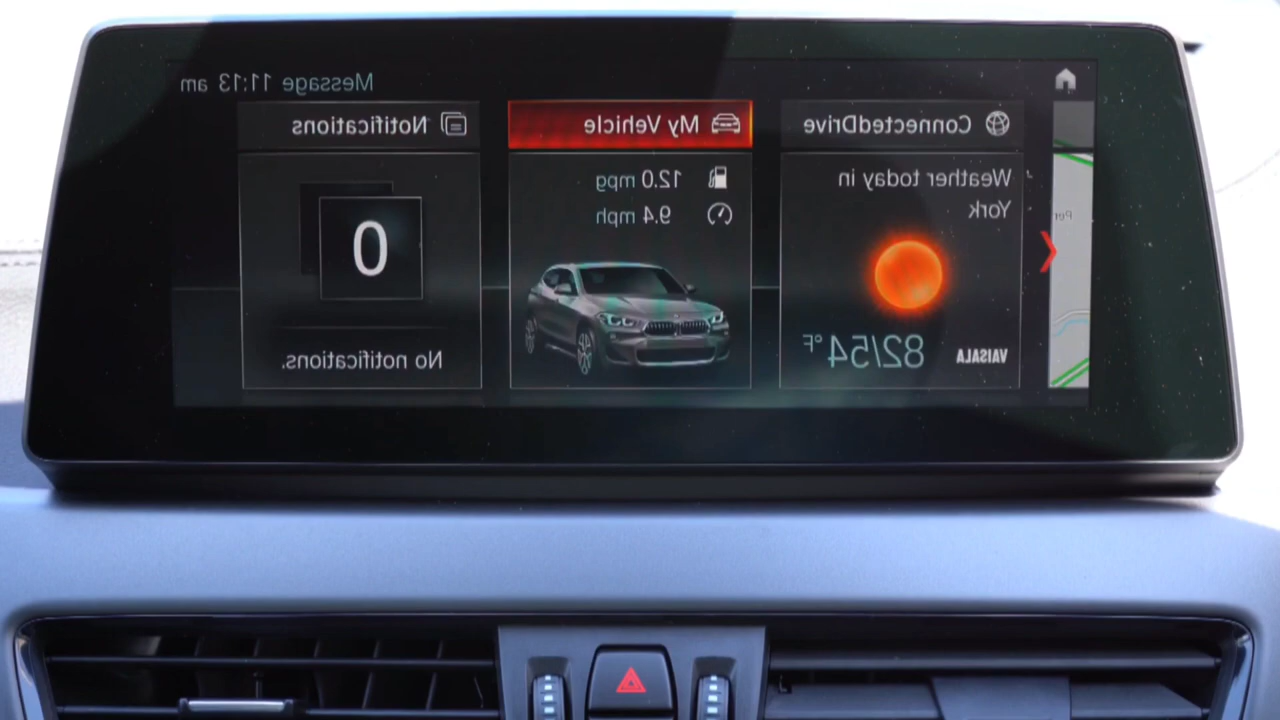 Message 11:13 am
ConnectedDrive
Weather today in
York
VAISALA 82/54°F
My Vehicle
12.0 mpg
9.4 mph
Notifications
0
No notifications.